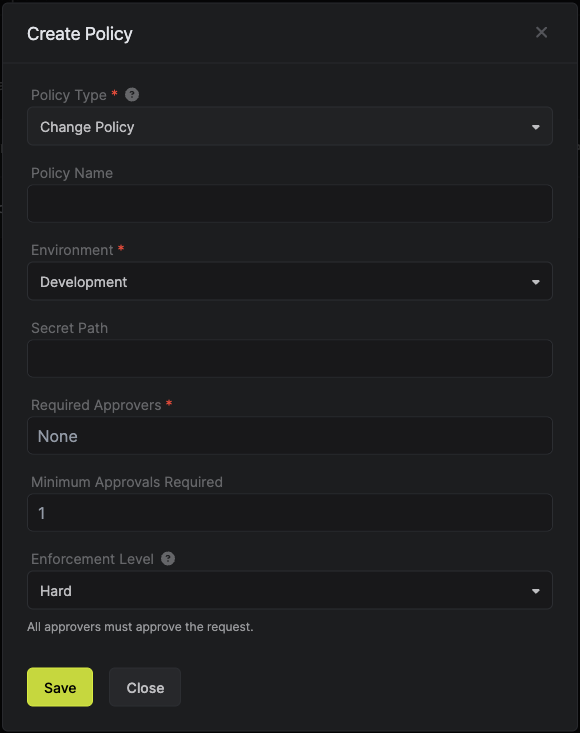 Create Policy
Policy Type *
Change Policy
Policy Name
Environment *
Development
Secret Path
Required Approvers *
None
Minimum Approvals Required
1
Enforcement Level
Hard
All approvers must approve the request.
Save Close